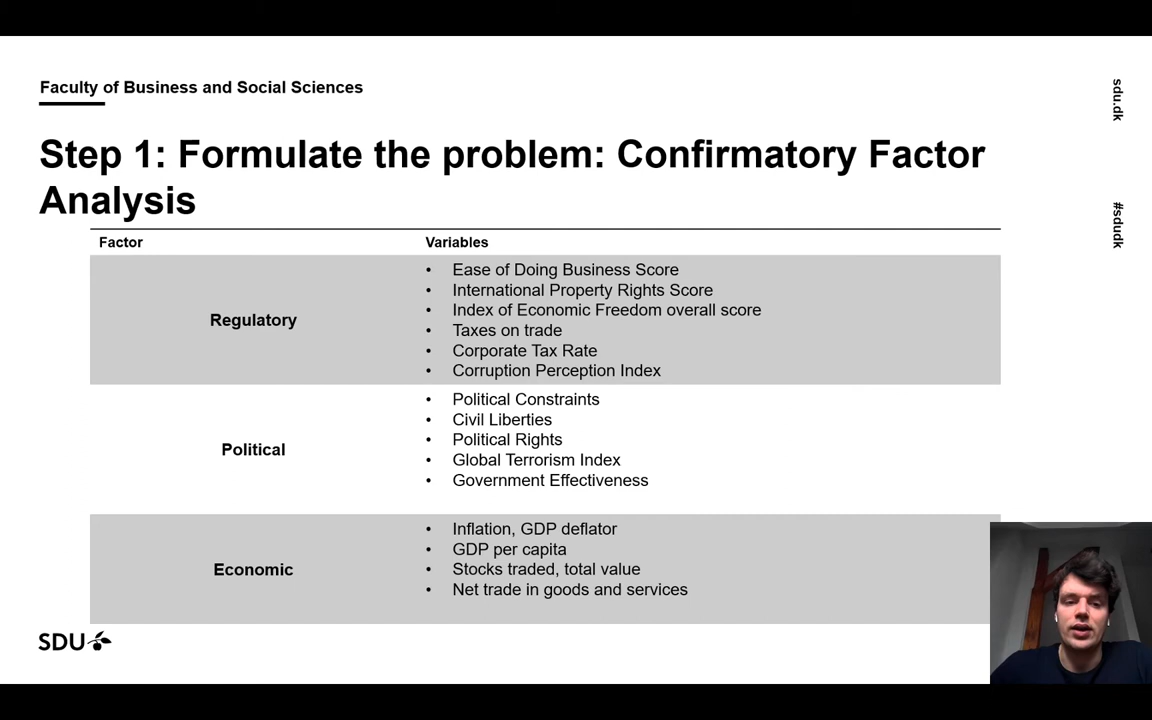 Faculty of Business and Social Sciences
sdu.dk
#sdudk
Step 1: Formulate the problem: Confirmatory Factor
Analysis
Factor
Variables
Regulatory
• Ease of Doing Business Score
• International Property Rights Score
• Index of Economic Freedom overall score
• Taxes on trade
• Corporate Tax Rate
• Corruption Perception Index
Political
• Political Constraints
• Civil Liberties
• Political Rights
• Global Terrorism Index
• Government Effectiveness
Economic
• Inflation, GDP deflator
• GDP per capita
• Stocks traded, total value
• Net trade in goods and services
SDU